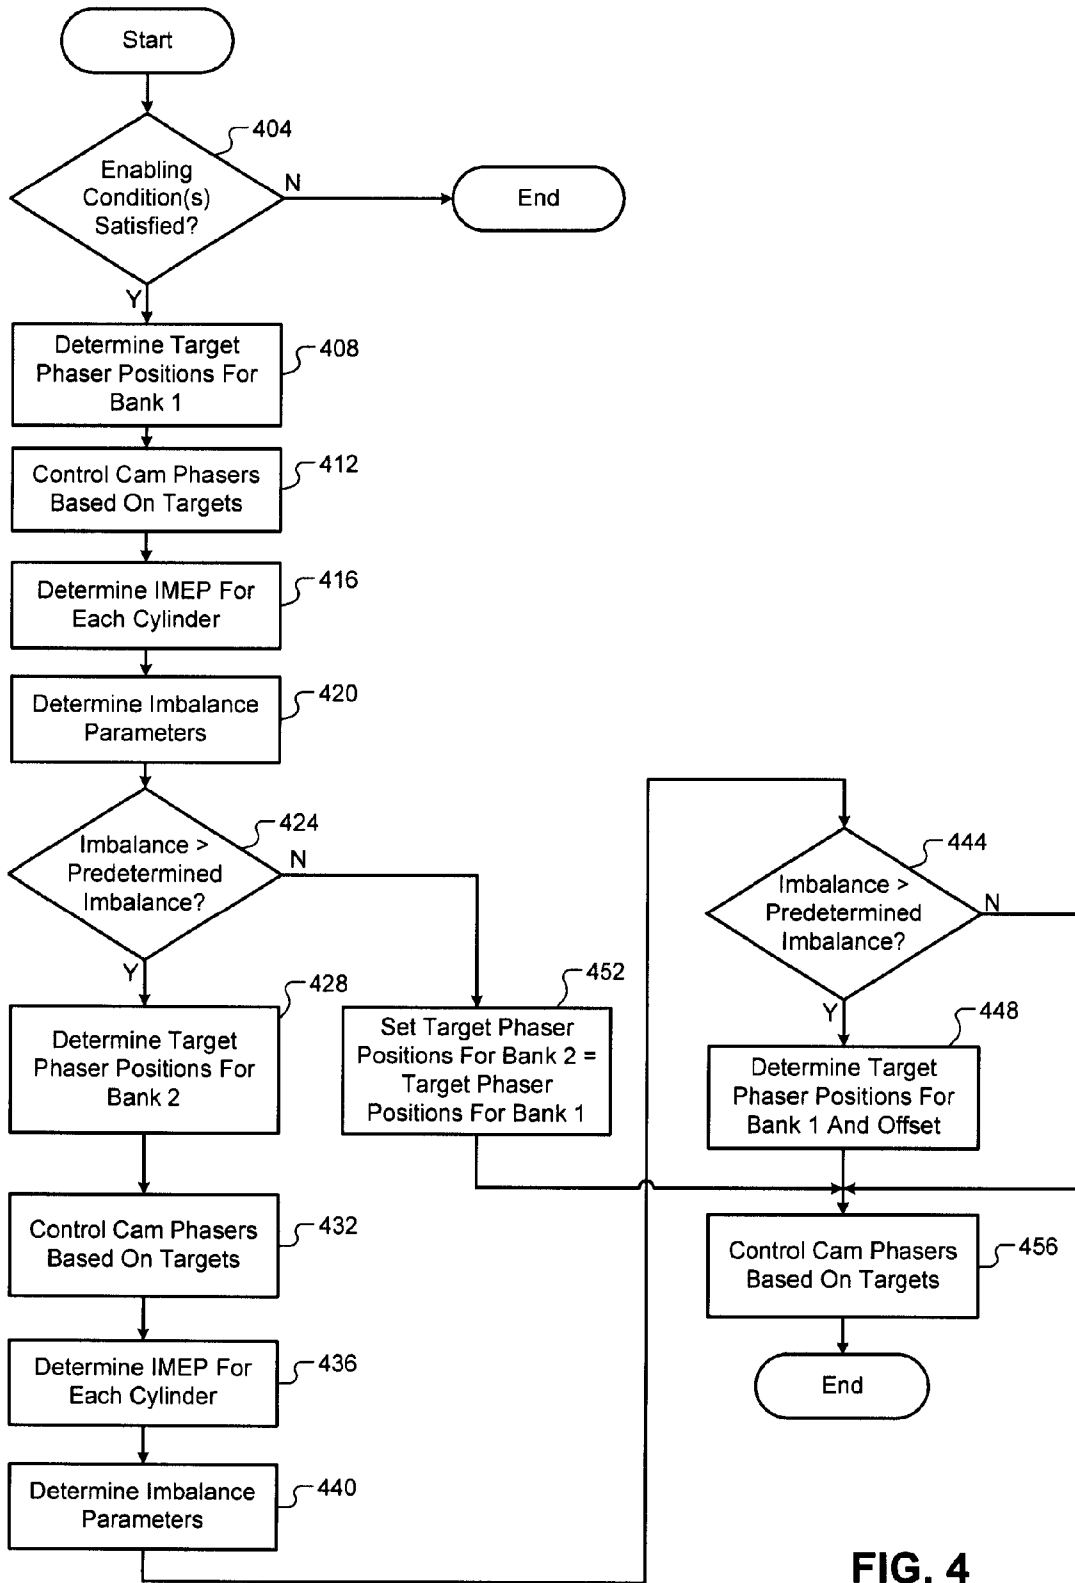 Start
404
Enabling
Condition(s)
Satisfied?
N
End
Y
Determine Target
Phaser Positions For
Bank 1
408
Control Cam Phasers
Based On Targets
412
Determine IMEP For
Each Cylinder
416
Determine Imbalance
Parameters
420
Imbalance >
Predetermined
Imbalance?
424
N
Y
Determine Target
Phaser Positions For
Bank 2
428
Set Target Phaser
Positions For Bank 2 =
Target Phaser
Positions For Bank 1
452
Control Cam Phasers
Based On Targets
432
Determine IMEP For
Each Cylinder
436
Determine Imbalance
Parameters
440
Imbalance >
Predetermined
Imbalance?
444
N
Y
Determine Target
Phaser Positions For
Bank 1 And Offset
448
Control Cam Phasers
Based On Targets
456
End
FIG. 4